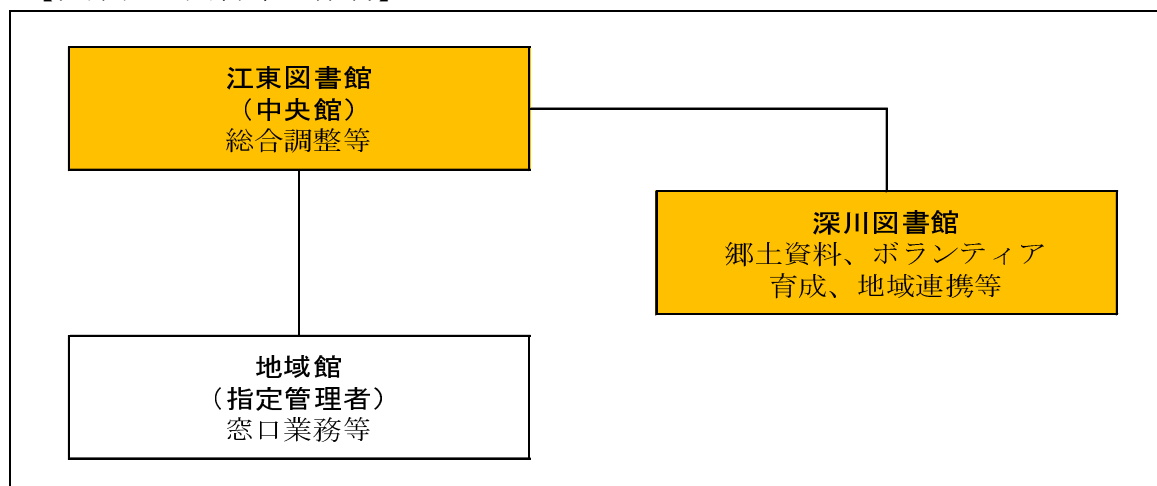 江東図書館
（中央館）
総合調整等
深川図書館
郷土資料、ボランティア
育成、地域連携等
地域館
（指定管理者）
窓口業務等